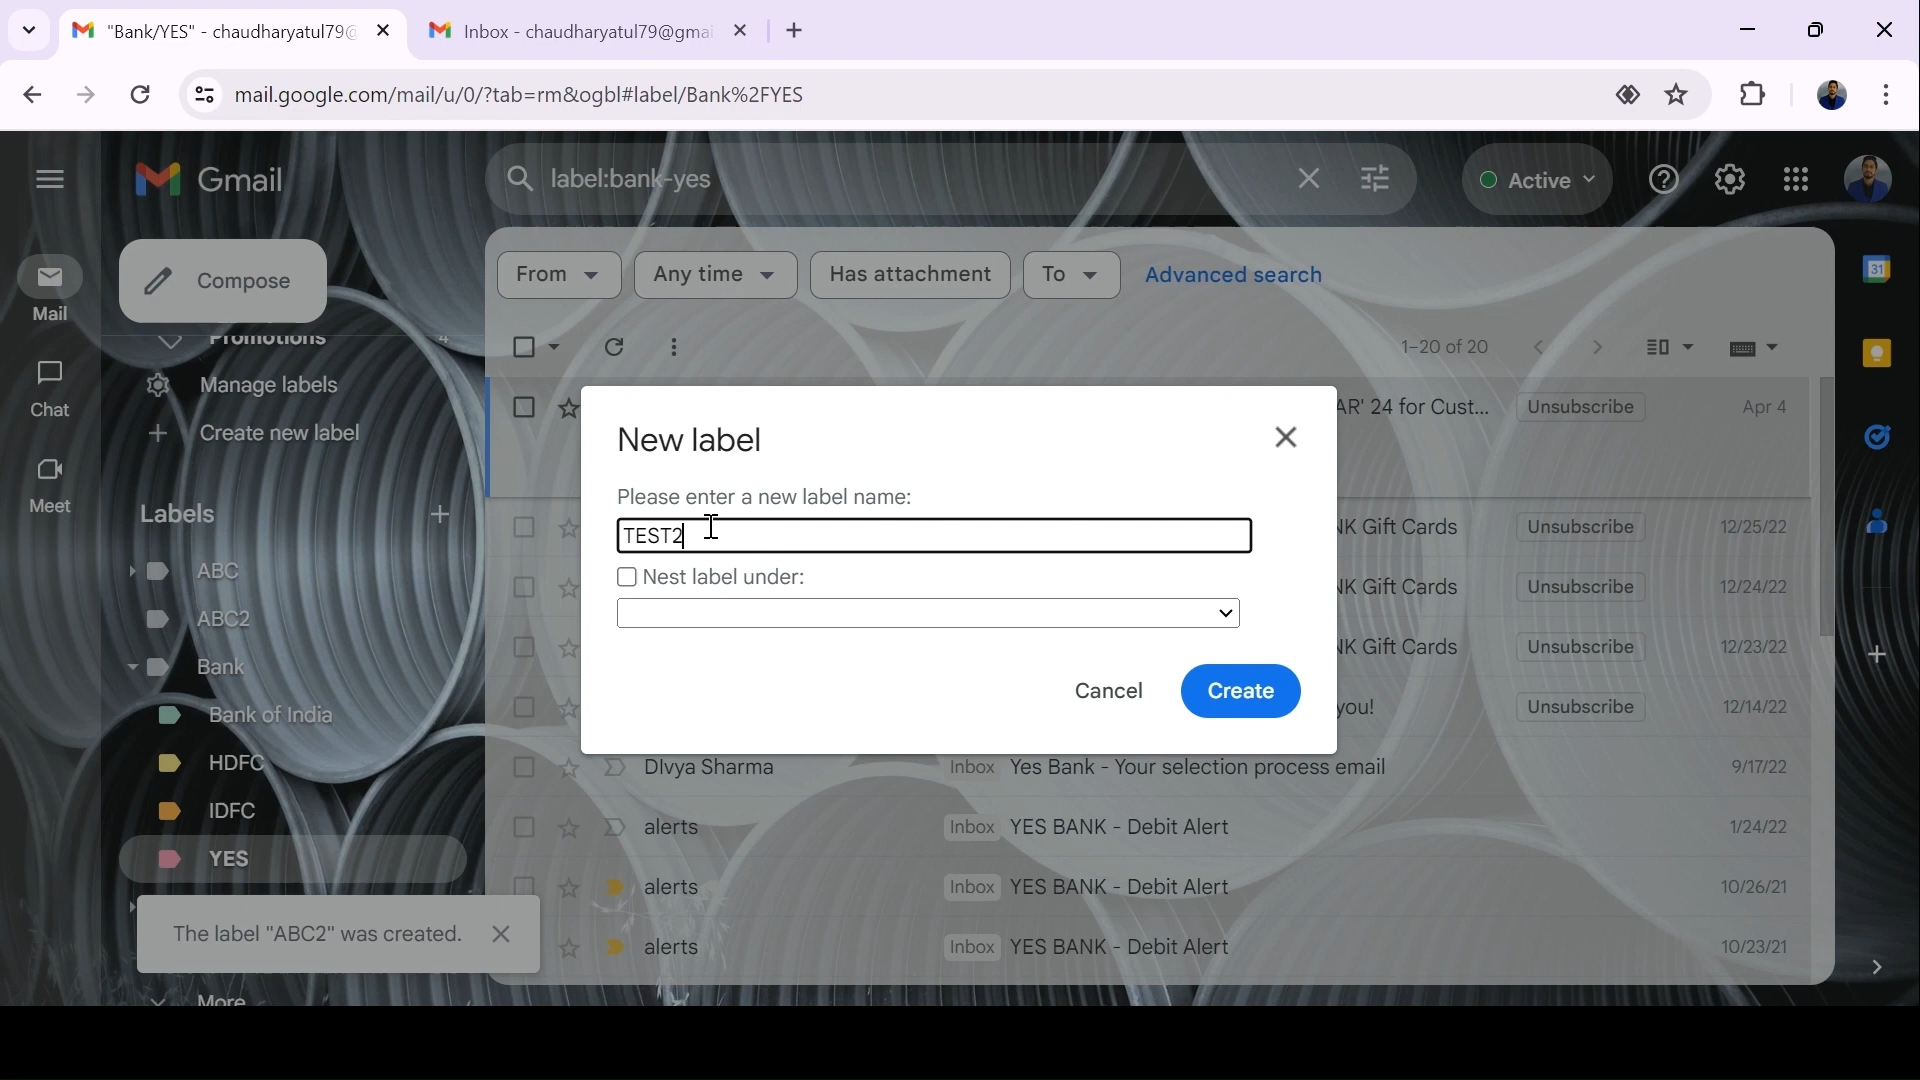 "Bank/YES" - chaudharyatul79@
Inbox - chaudharyatul79@gmai
mail.google.com/mail/u/0/?tab=rm&ogbl#label/Bank%2FYES
Gmail
label:bank-yes
Active
Compose
Mail
Chat
Meet
Promotions
4
Manage labels
Create new label
Labels
ABC
ABC2
Bank
Bank of India
HDFC
IDFC
YES
More
The label "ABC2" was created.
From
Any time
Has attachment
To
Advanced search
1–20 of 20
AR' 24 for Cust... Unsubscribe Apr 4
NK Gift Cards Unsubscribe 12/25/22
NK Gift Cards Unsubscribe 12/24/22
NK Gift Cards Unsubscribe 12/23/22
you! Unsubscribe 12/14/22
DIvya Sharma Inbox Yes Bank - Your selection process email 9/17/22
alerts Inbox YES BANK - Debit Alert 1/24/22
alerts Inbox YES BANK - Debit Alert 10/26/21
alerts Inbox YES BANK - Debit Alert 10/23/21
New label
Please enter a new label name:
TEST2
Nest label under:
Cancel
Create
31